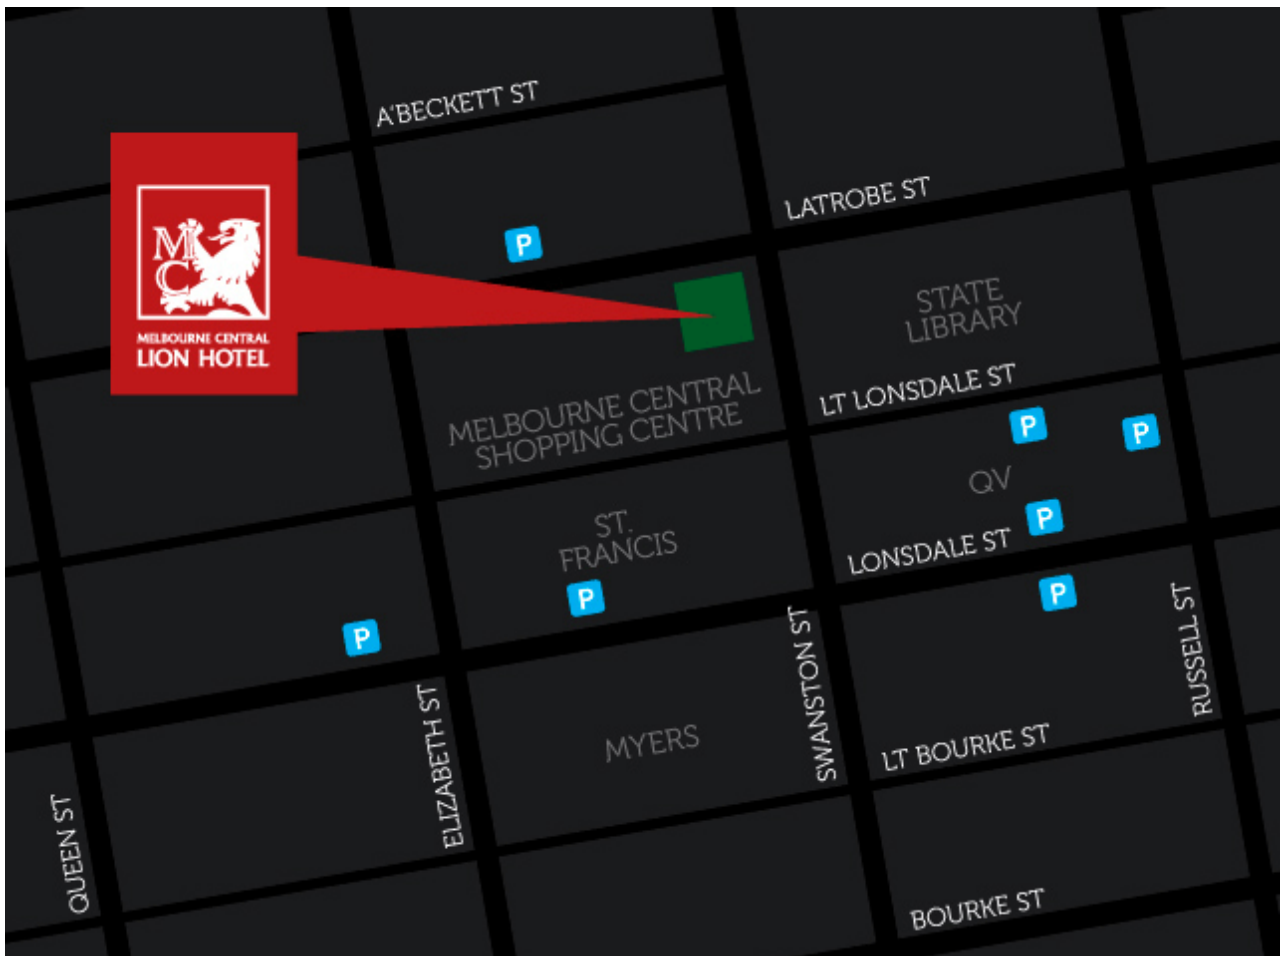 A'BECKETT ST
LATROBE ST
P
MC
MELBOURNE CENTRAL
LION HOTEL
STATE
LIBRARY
MELBOURNE CENTRAL
SHOPPING CENTRE
LT LONSDALE ST
P
P
QV
ST.
FRANCIS
P
LONSDALE ST
P
P
P
SWANSTON ST
RUSSELL ST
ELIZABETH ST
MYERS
LT BOURKE ST
QUEEN ST
BOURKE ST